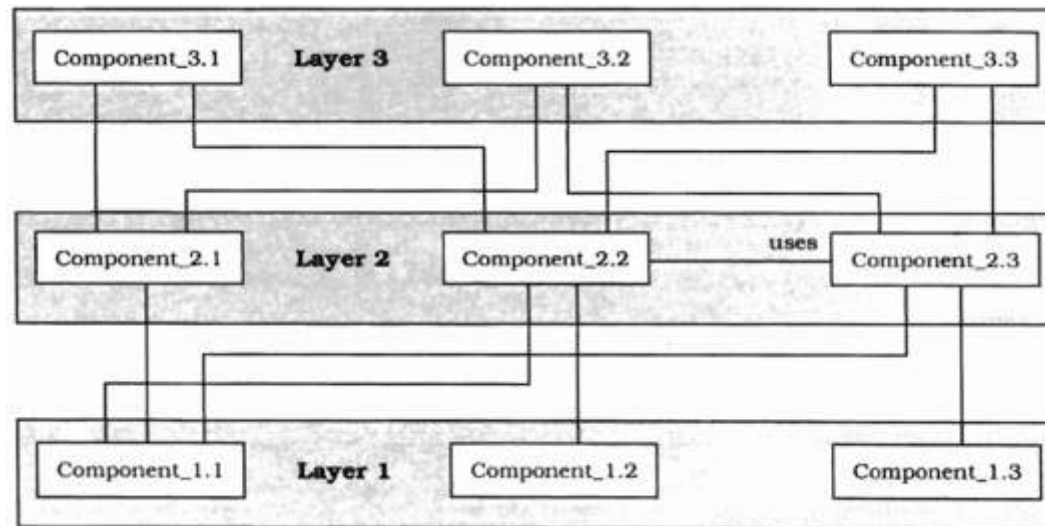 Component_3.1 Layer 3 Component_3.2 Component_3.3
uses
Component_2.1 Layer 2 Component_2.2 Component_2.3
Component_1.1 Layer 1 Component_1.2 Component_1.3